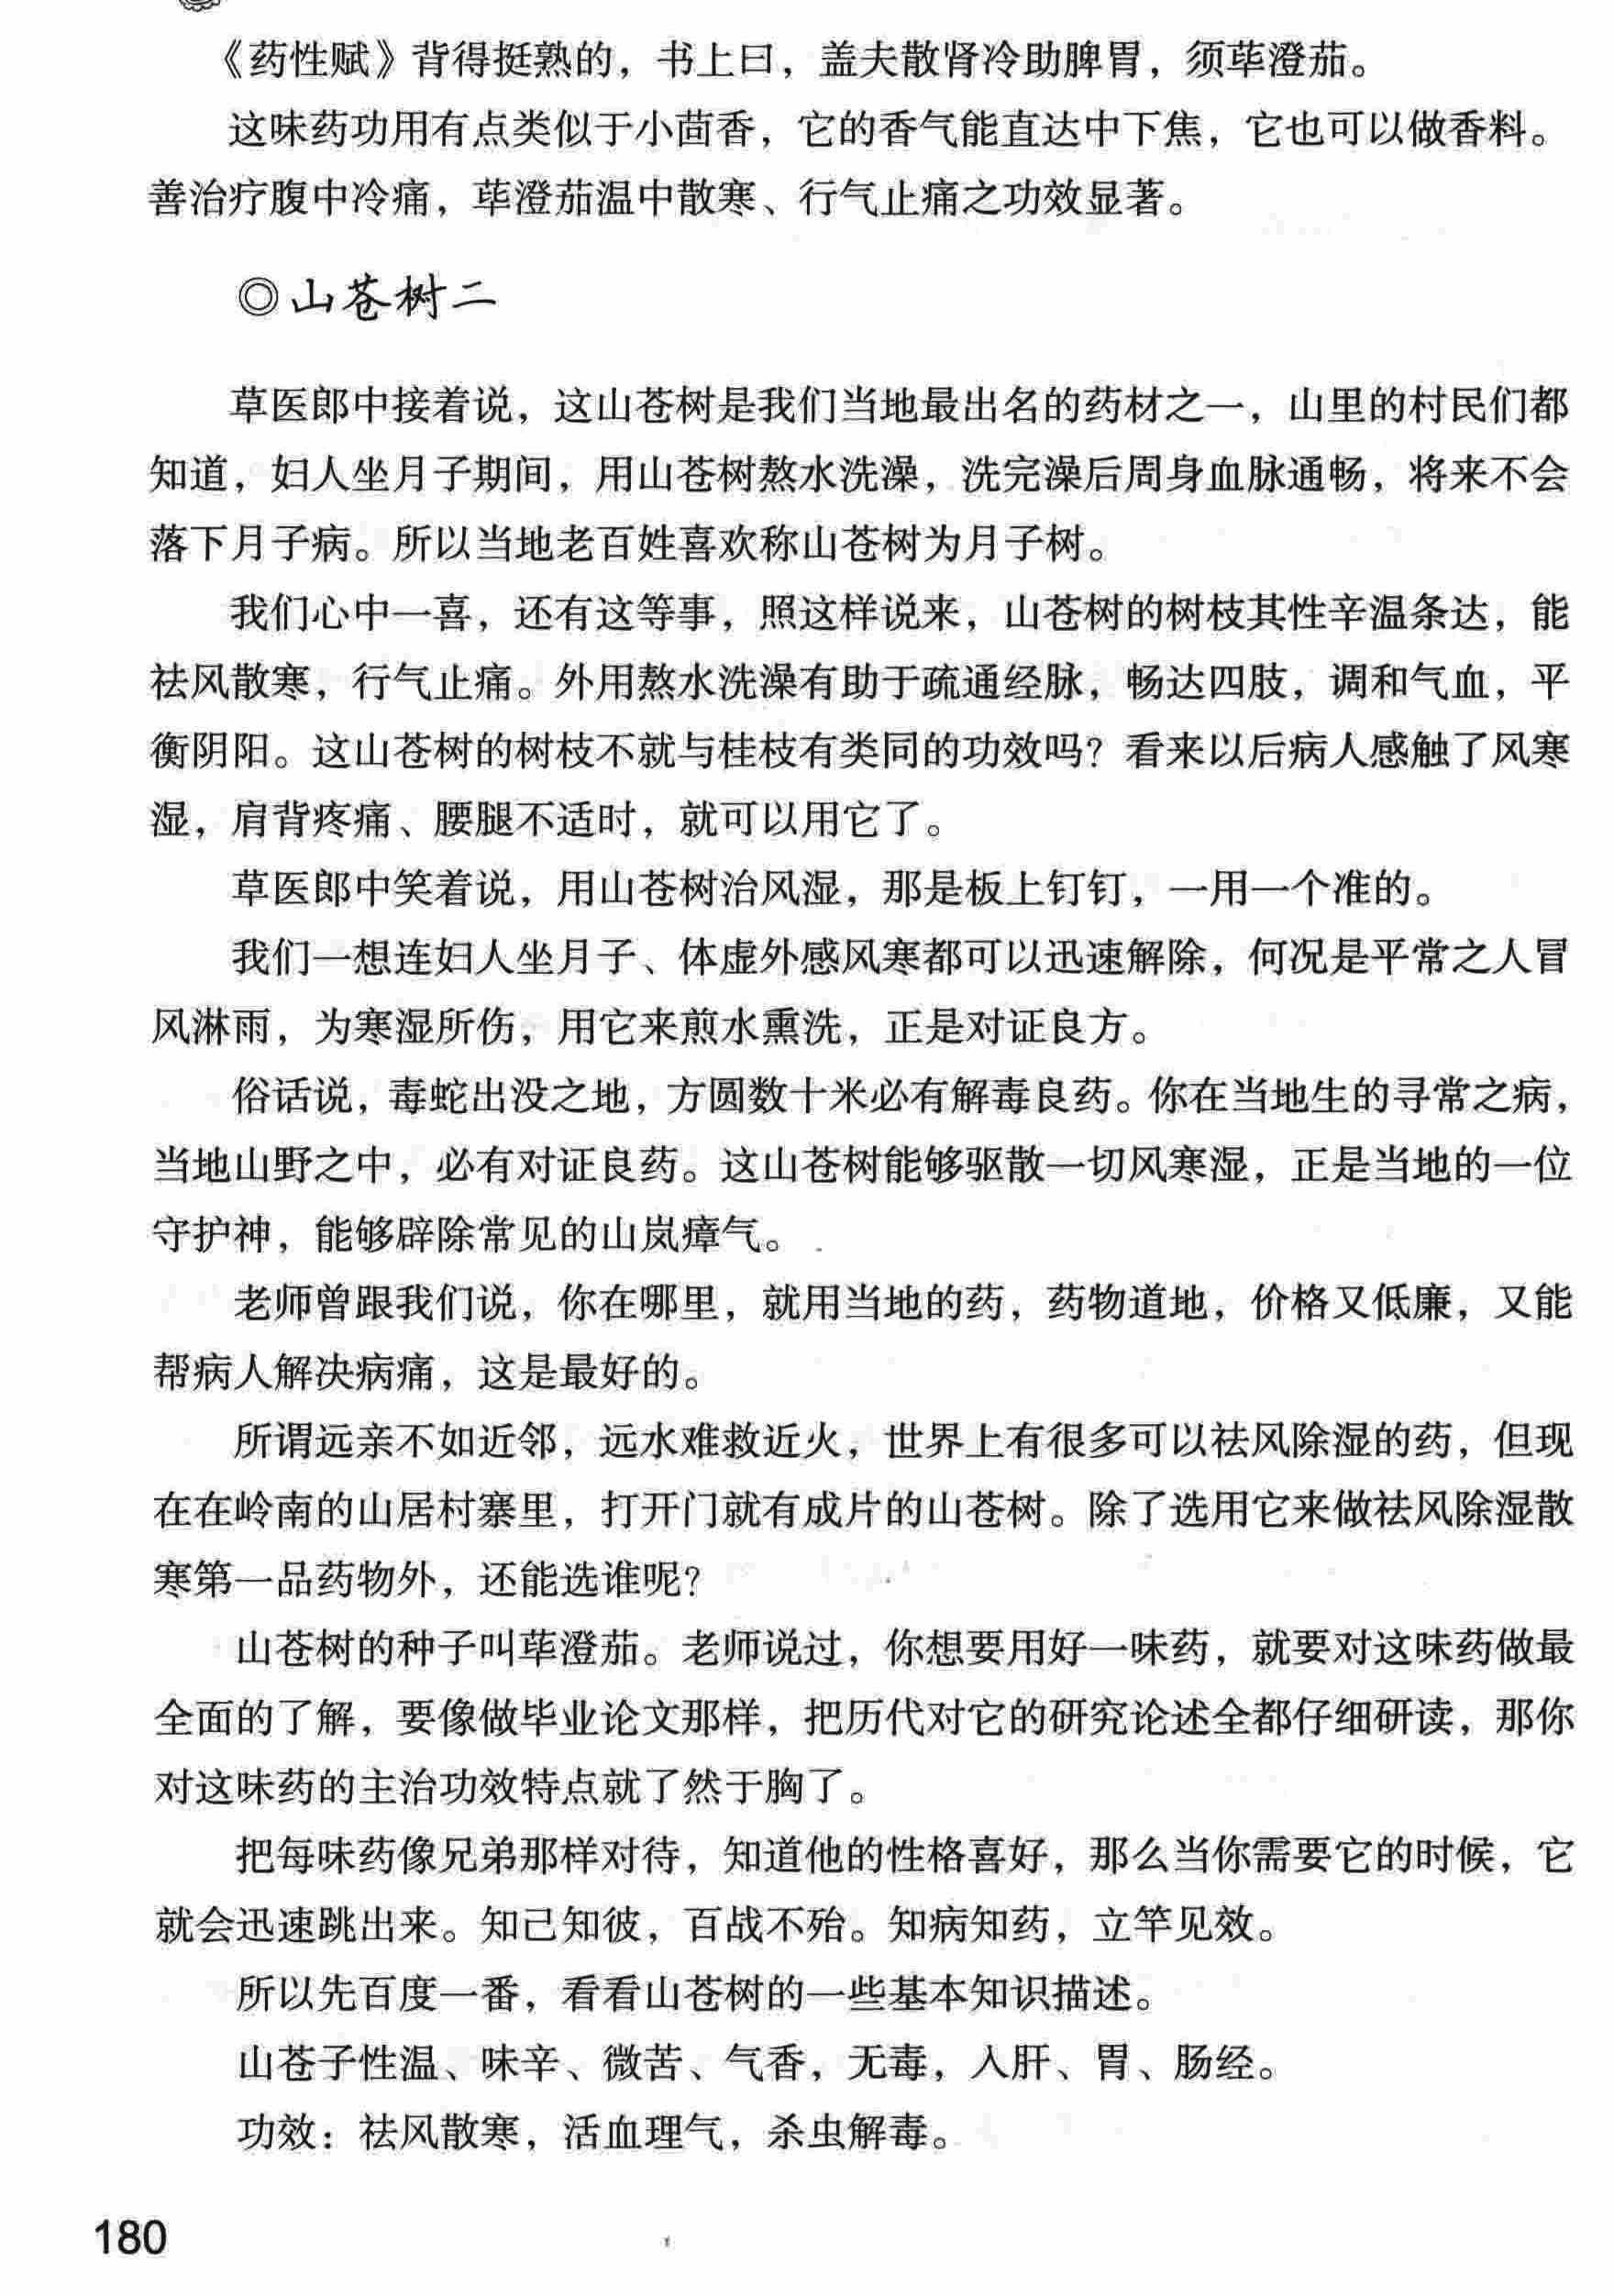 《药性赋》背得挺熟的，书上曰，盖夫散肾冷助脾胃，须荜澄茄。
这味药功用有点类似于小茴香，它的香气能直达中下焦，它也可以做香料。
善治疗腹中冷痛，荜澄茄温中散寒、行气止痛之功效显著。
◎山苍树二
草医郎中接着说，这山苍树是我们当地最出名的药材之一，山里的村民们都
知道，妇人坐月子期间，用山苍树熬水洗澡，洗完澡后周身血脉通畅，将来不会
落下月子病。所以当地老百姓喜欢称山苍树为月子树。
我们心中一喜，还有这等事，照这样说来，山苍树的树枝其性辛温条达，能
祛风散寒，行气止痛。外用熬水洗澡有助于疏通经脉，畅达四肢，调和气血，平
衡阴阳。这山苍树的树枝不就与桂枝有类同的功效吗？看来以后病人感触了风寒
湿，肩背疼痛、腰腿不适时，就可以用它了。
草医郎中笑着说，用山苍树治风湿，那是板上钉钉，一用一个准的。
我们一想连妇人坐月子、体虚外感风寒都可以迅速解除，何况是平常之人冒
风淋雨，为寒湿所伤，用它来煎水熏洗，正是对证良方。
俗话说，毒蛇出没之地，方圆数十米必有解毒良药。你在当地生的寻常之病，
当地山野之中，必有对证良药。这山苍树能够驱散一切风寒湿，正是当地的一位
守护神，能够辟除常见的山岚瘴气。
老师曾跟我们说，你在哪里，就用当地的药，药物道地，价格又低廉，又能
帮病人解决病痛，这是最好的。
所谓远亲不如近邻，远水难救近火，世界上有很多可以祛风除湿的药，但现
在在岭南的山居村寨里，打开门就有成片的山苍树。除了选用它来做祛风除湿散
寒第一品药物外，还能选谁呢？
山苍树的种子叫荜澄茄。老师说过，你想要用好一味药，就要对这味药做最
全面的了解，要像做毕业论文那样，把历代对它的研究论述全都仔细研读，那你
对这味药的主治功效特点就了然于胸了。
把每味药像兄弟那样对待，知道他的性格喜好，那么当你需要它的时候，它
就会迅速跳出来。知己知彼，百战不殆。知病知药，立竿见效。
所以先百度一番，看看山苍树的一些基本知识描述。
山苍子性温、味辛、微苦、气香，无毒，入肝、胃、肠经。
功效：祛风散寒，活血理气，杀虫解毒。
180